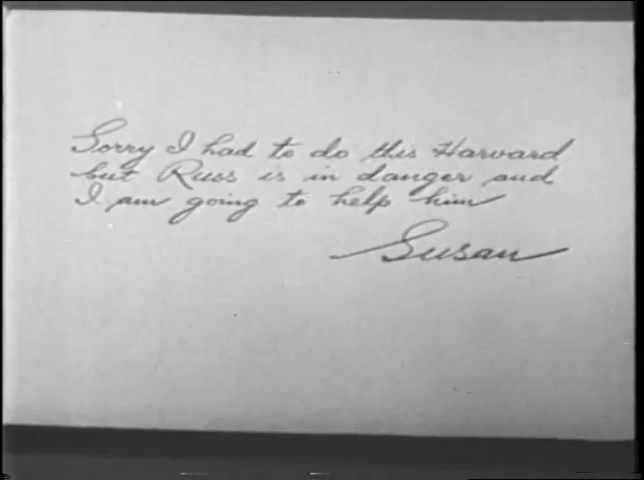 Sorry I had to do this Harvard
but Russ is in danger and
I am going to help him
Susan